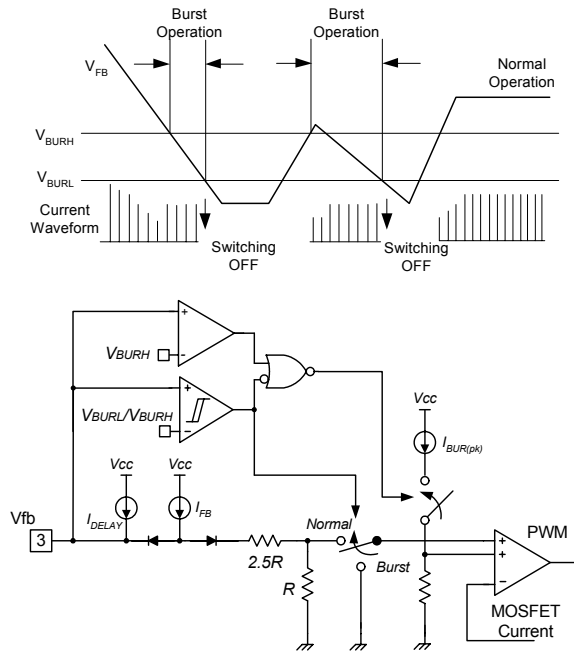 Burst
Operation
Burst
Operation
VFB
Normal
Operation
VBURH
VBURL
Current
Waveform
Switching
OFF
Switching
OFF
+
VBURH
-
+
VBURL/VBURH
-
Vcc
IBUR(pk)
Vcc
Vcc
Vfb
3
IDELAY
IFB
2.5R
R
Normal
Burst
PWM
+
+
-
MOSFET
Current